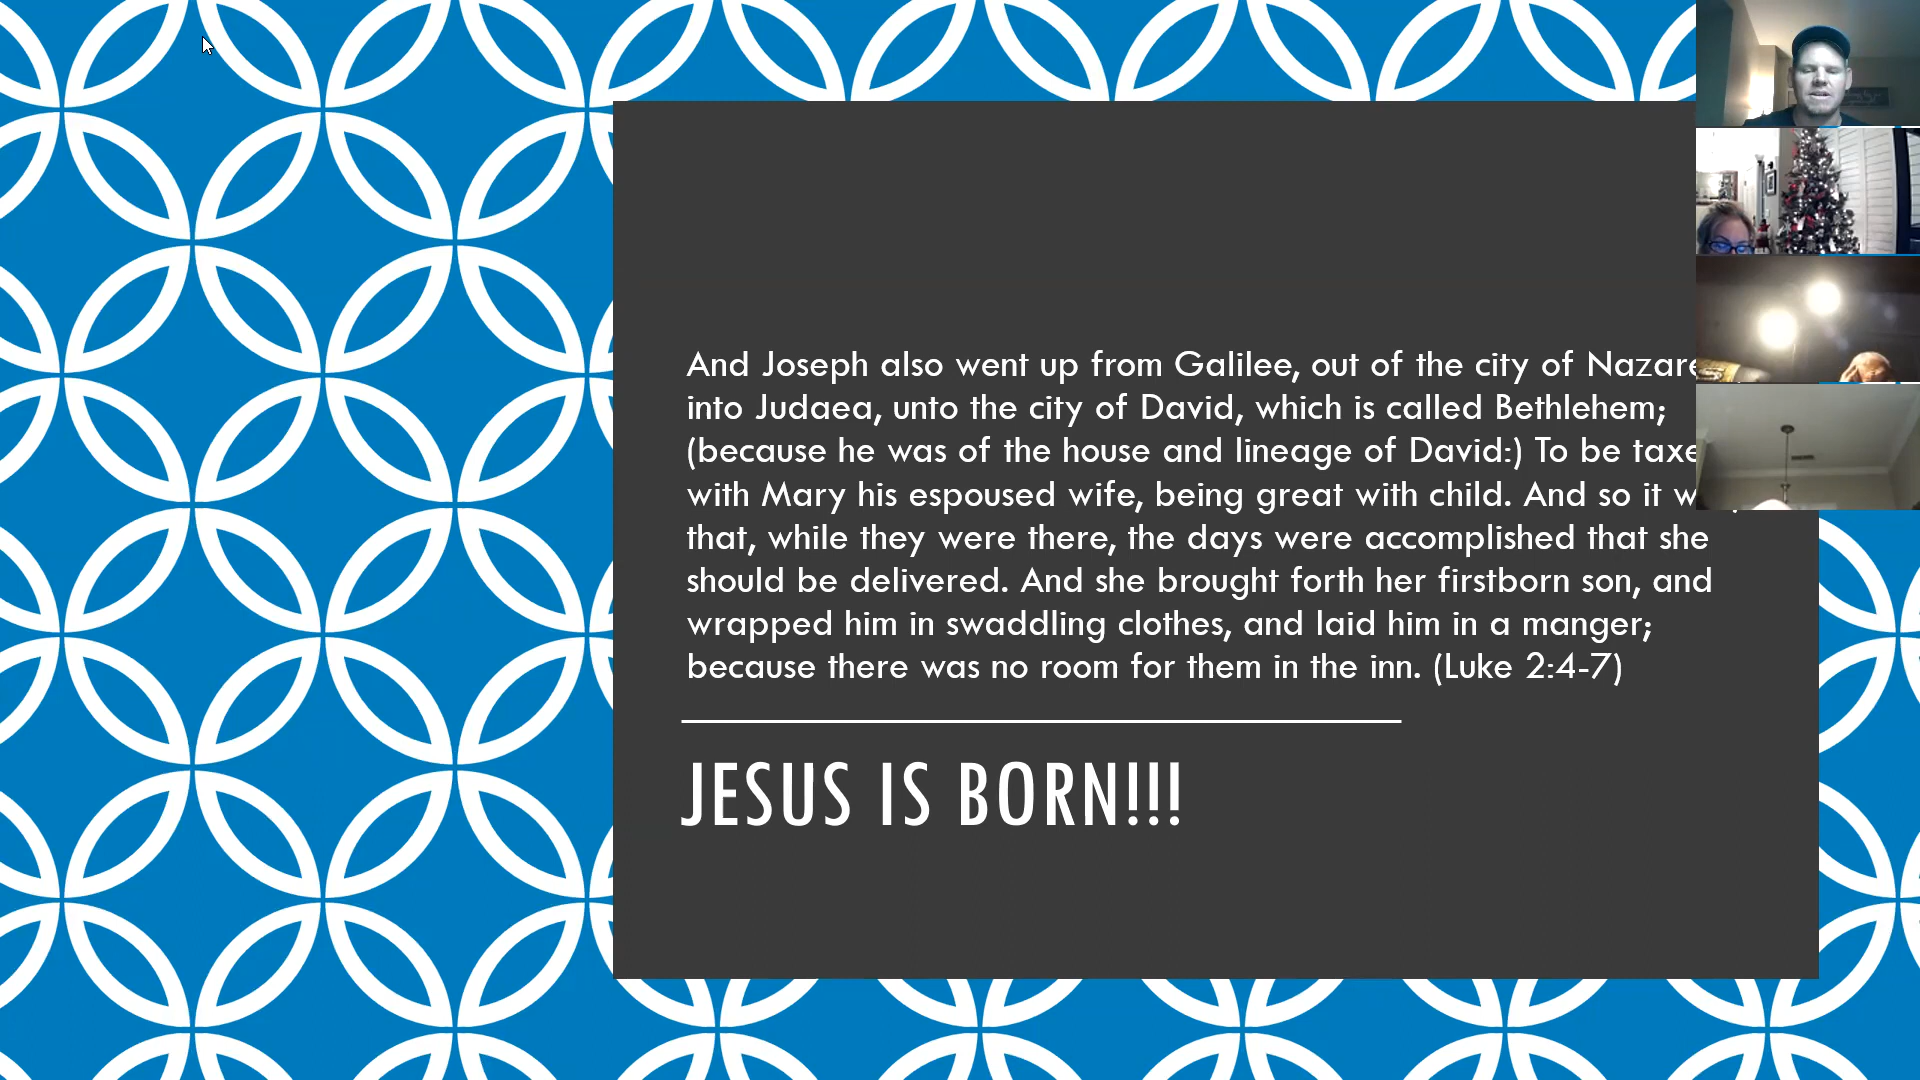 And Joseph also went up from Galilee, out of the city of
into Judaea, unto the city of David, which is called Bethlehem;
(because he was of the house and lineage of David:) To be
with Mary his espoused wife, being great with child. And so it
that, while they were there, the days were accomplished that she
should be delivered. And she brought forth her firstborn son, and
wrapped him in swaddling clothes, and laid him in a manger;
because there was no room for them in the inn. (Luke 2:4-7)
JESUS IS BORN!!!